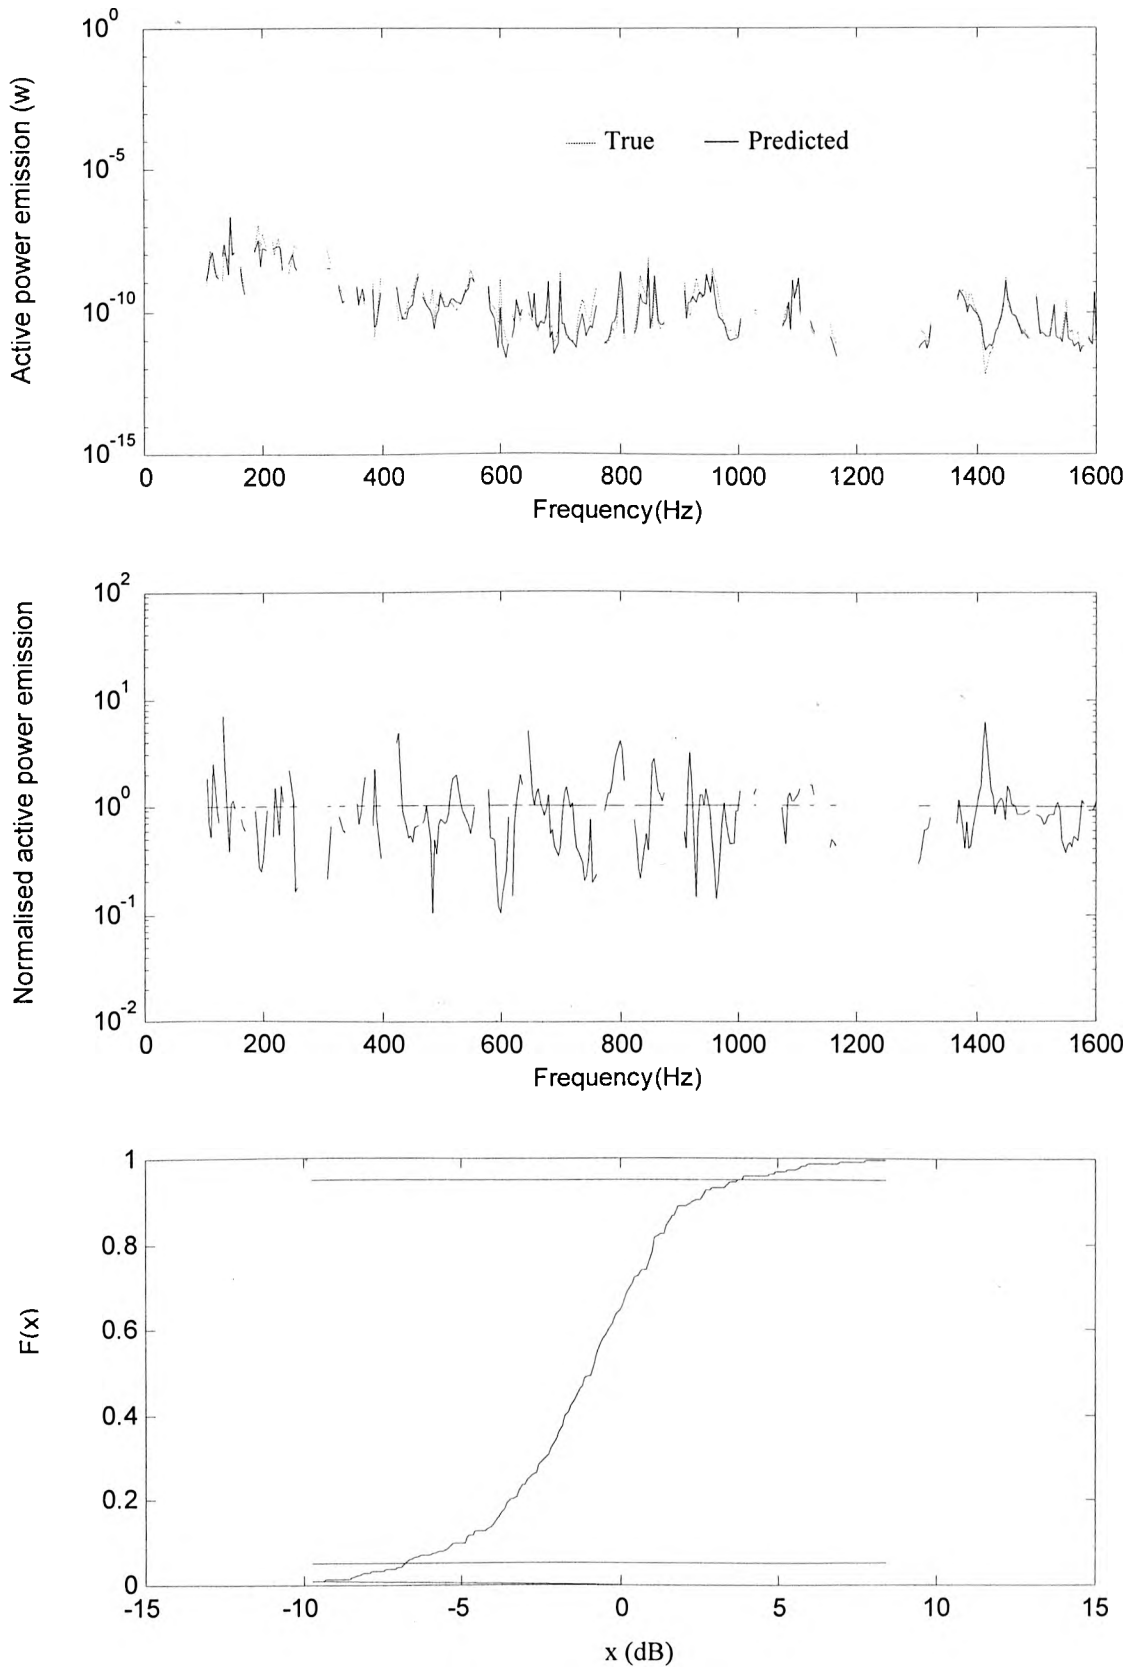 10^0
Active power emission (w)
True
Predicted
10^-5
10^-10
10^-15
0 200 400 600 800 1000 1200 1400 1600
Frequency(Hz)
10^2
Normalised active power emission
10^1
10^0
10^-1
10^-2
0 200 400 600 800 1000 1200 1400 1600
Frequency(Hz)
1
0.8
F(x)
0.6
0.4
0.2
0
-15 -10 -5 0 5 10 15
x (dB)